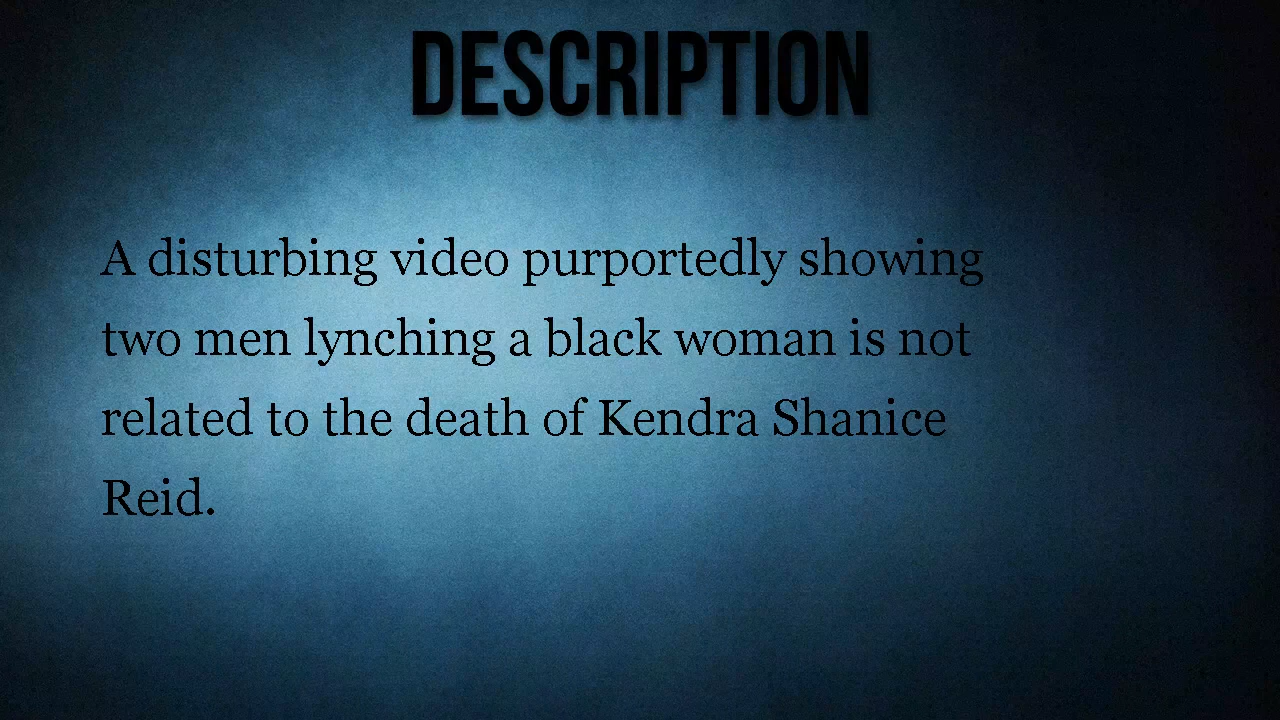 DESCRIPTION
A disturbing video purportedly showing
two men lynching a black woman is not
related to the death of Kendra Shanice
Reid.